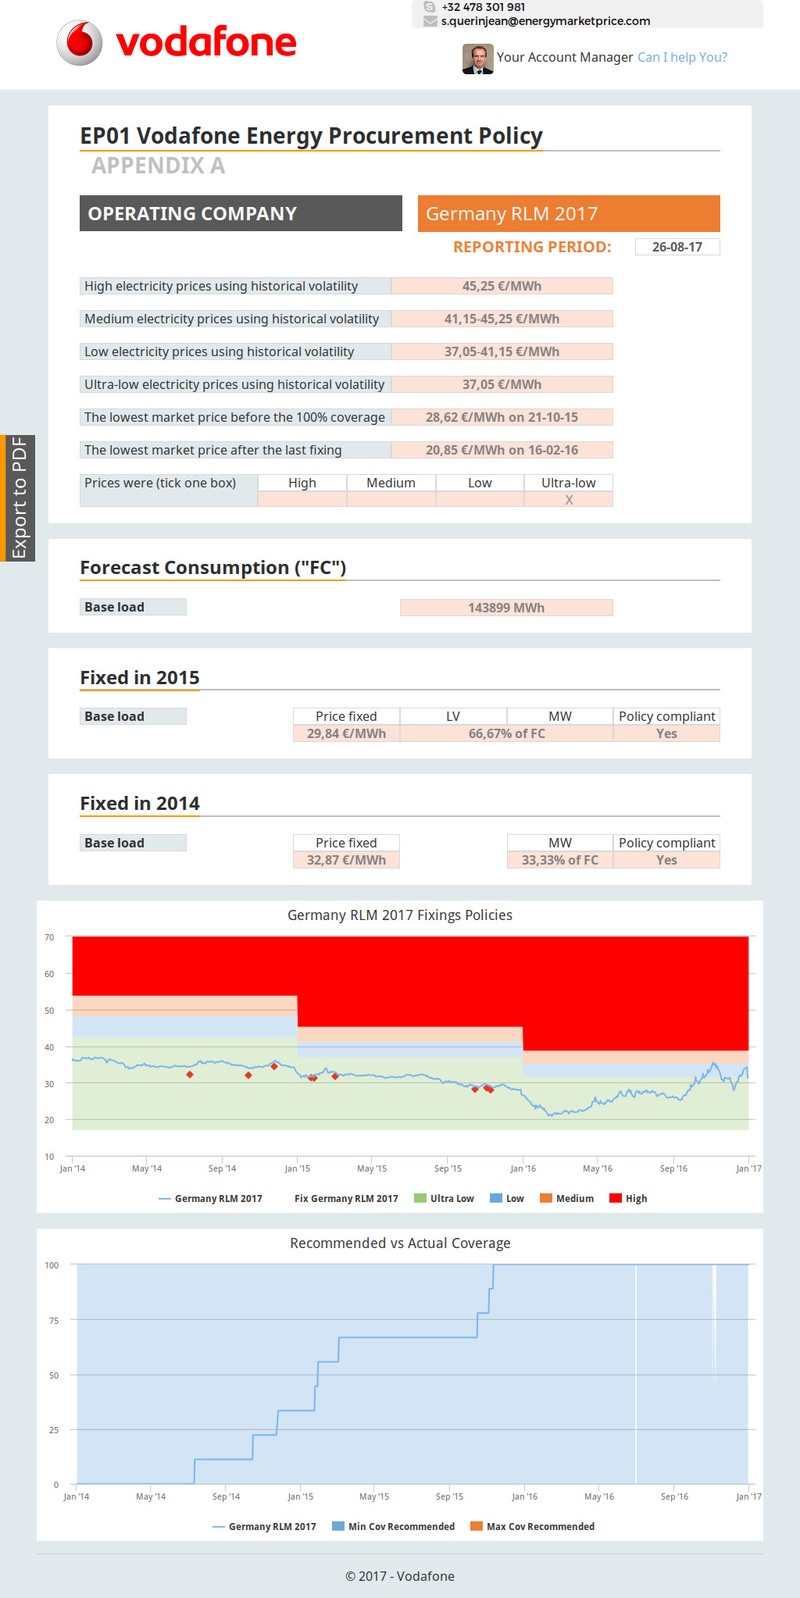 +32 478 301 981
s.querinjean@energymarketprice.com
vodafone
Your Account Manager Can I help You?
EP01 Vodafone Energy Procurement Policy
APPENDIX A
OPERATING COMPANY Germany RLM 2017
REPORTING PERIOD: 26-08-17
High electricity prices using historical volatility 45,25 €/MWh
Medium electricity prices using historical volatility 41,15-45,25 €/MWh
Low electricity prices using historical volatility 37,05-41,15 €/MWh
Ultra-low electricity prices using historical volatility 37,05 €/MWh
The lowest market price before the 100% coverage 28,62 €/MWh on 21-10-15
The lowest market price after the last fixing 20,85 €/MWh on 16-02-16
Prices were (tick one box) High Medium Low Ultra-low
X
Export to PDF
Forecast Consumption ("FC")
Base load 143899 MWh
Fixed in 2015
Base load Price fixed LV MW Policy compliant
29,84 €/MWh 66,67% of FC Yes
Fixed in 2014
Base load Price fixed MW Policy compliant
32,87 €/MWh 33,33% of FC Yes
Germany RLM 2017 Fixings Policies
70
60
50
40
30
20
10
Jan '14 May '14 Sep '14 Jan '15 May '15 Sep '15 Jan '16 May '16 Sep '16 Jan '17
Germany RLM 2017 Fix Germany RLM 2017 Ultra Low Low Medium High
Recommended vs Actual Coverage
100
75
50
25
0
Jan '14 May '14 Sep '14 Jan '15 May '15 Sep '15 Jan '16 May '16 Sep '16 Jan '17
Germany RLM 2017 Min Cov Recommended Max Cov Recommended
© 2017 - Vodafone